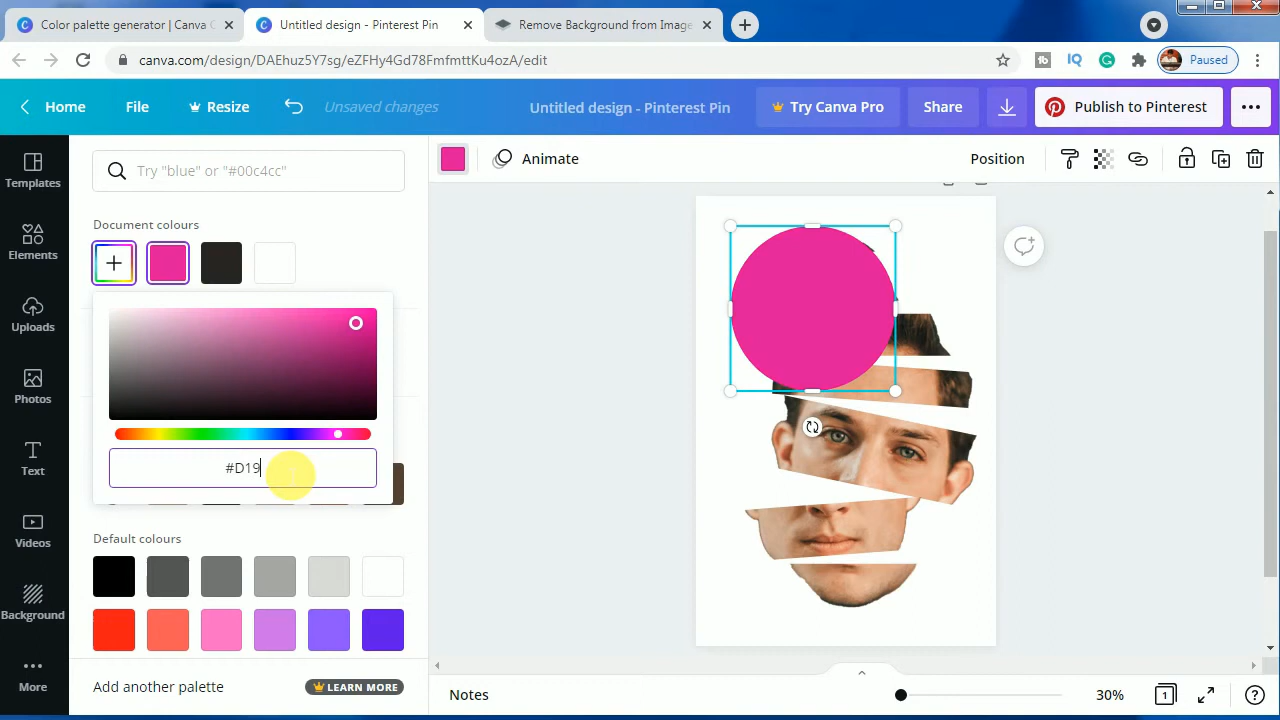 Color palette generator | Canva C
Untitled design - Pinterest Pin
Remove Background from Image
canva.com/design/DAEhuz5Y7sg/eZFHy4Gd78FmfmtKu4ozA/edit
tb
IQ
Paused
Home
File
Resize
Unsaved changes
Untitled design - Pinterest Pin
Try Canva Pro
Share
Publish to Pinterest
Templates
Elements
Uploads
Photos
Text
Videos
Background
More
Try "blue" or "#00c4cc"
Document colours
#D19
Default colours
Add another palette
LEARN MORE
Animate
Position
Notes
30%
1